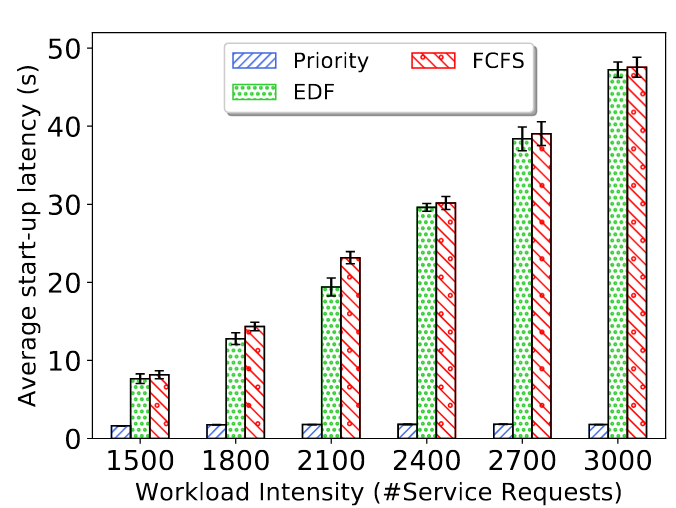 Priority
EDF
FCFS
Average start-up latency (s)
50
40
30
20
10
0
1500 1800 2100 2400 2700 3000
Workload Intensity (#Service Requests)